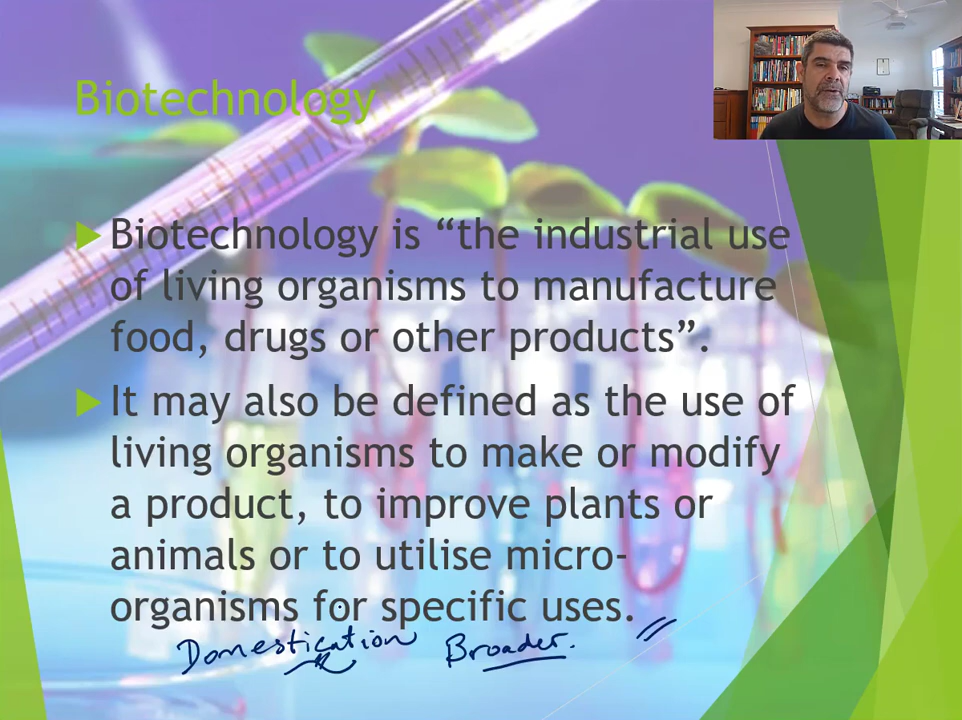 Biotechnology
Biotechnology is “the industrial use
of living organisms to manufacture
food, drugs or other products”.
It may also be defined as the use of
living organisms to make or modify
a product, to improve plants or
animals or to utilise micro-
organisms for specific uses.
Domestication Broader.